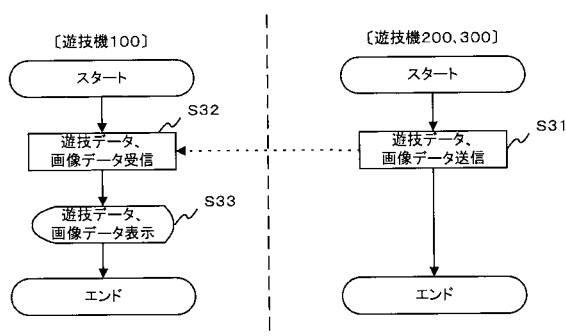 〔遊技機100〕
スタート
S32
遊技データ、
画像データ受信
S33
遊技データ、
画像データ表示
エンド
〔遊技機200、300〕
スタート
S31
遊技データ、
画像データ送信
エンド